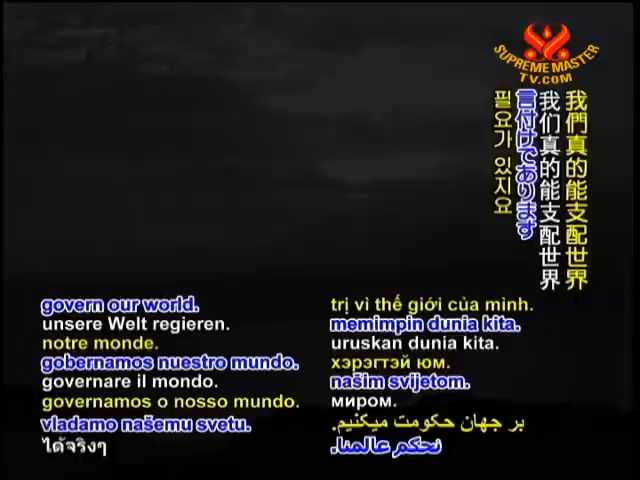 SUPREME MASTER
TV.COM
我們真的能支配世界
我们真的能支配世界
言付けであります
필요가 있지요
govern our world.
unsere Welt regieren.
notre monde.
gobernamos nuestro mundo.
governare il mondo.
governamos o nosso mundo.
vladamo našemu svetu.
ได้จริงๆ
trị vì thế giới của mình.
memimpin dunia kita.
uruskan dunia kita.
хэрэгтэй юм.
našim svijetom.
миром.
بر جهان حکومت میکنیم.
نحكم عالمنا.